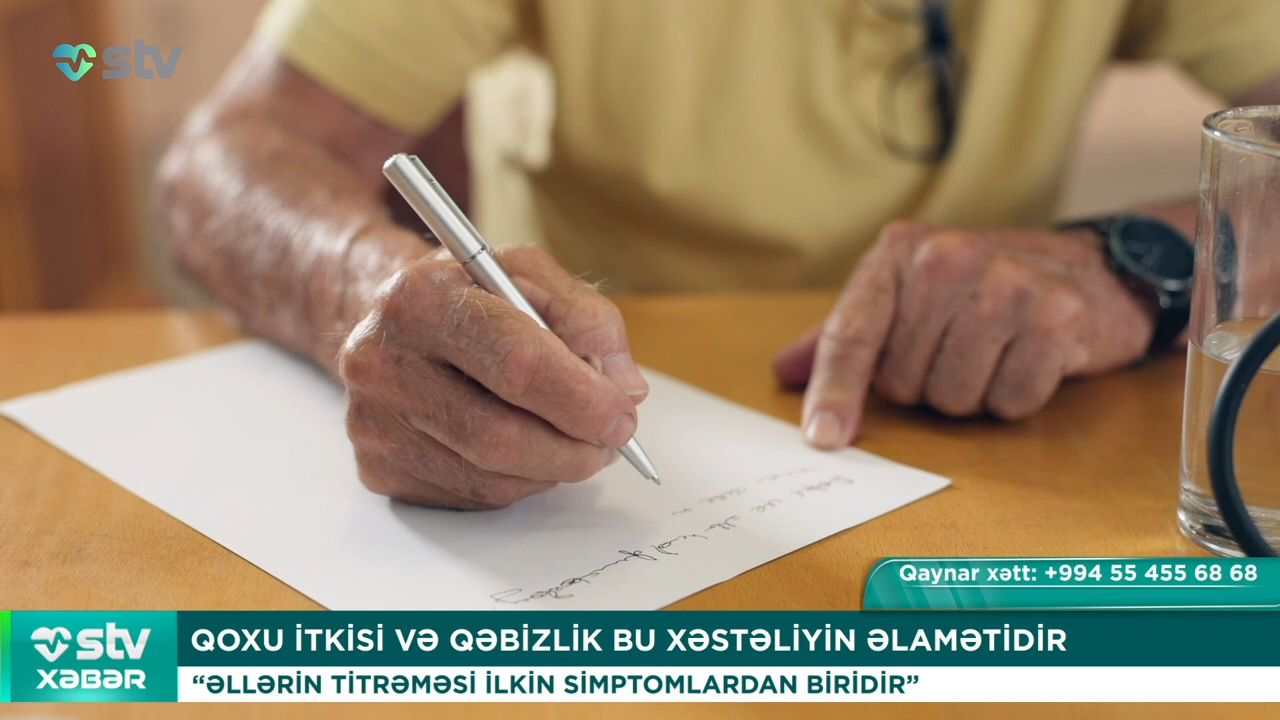 stv
Qaynar xətt: +994 55 455 68 68
stv
XƏBƏR
QOXU İTKİSİ VƏ QƏBİZLİK BU XƏSTƏLİYİN ƏLAMƏTİDİR
“ƏLLƏRİN TİTRƏMƏSİ İLKİN SİMPTOMLARDAN BİRİDİR”